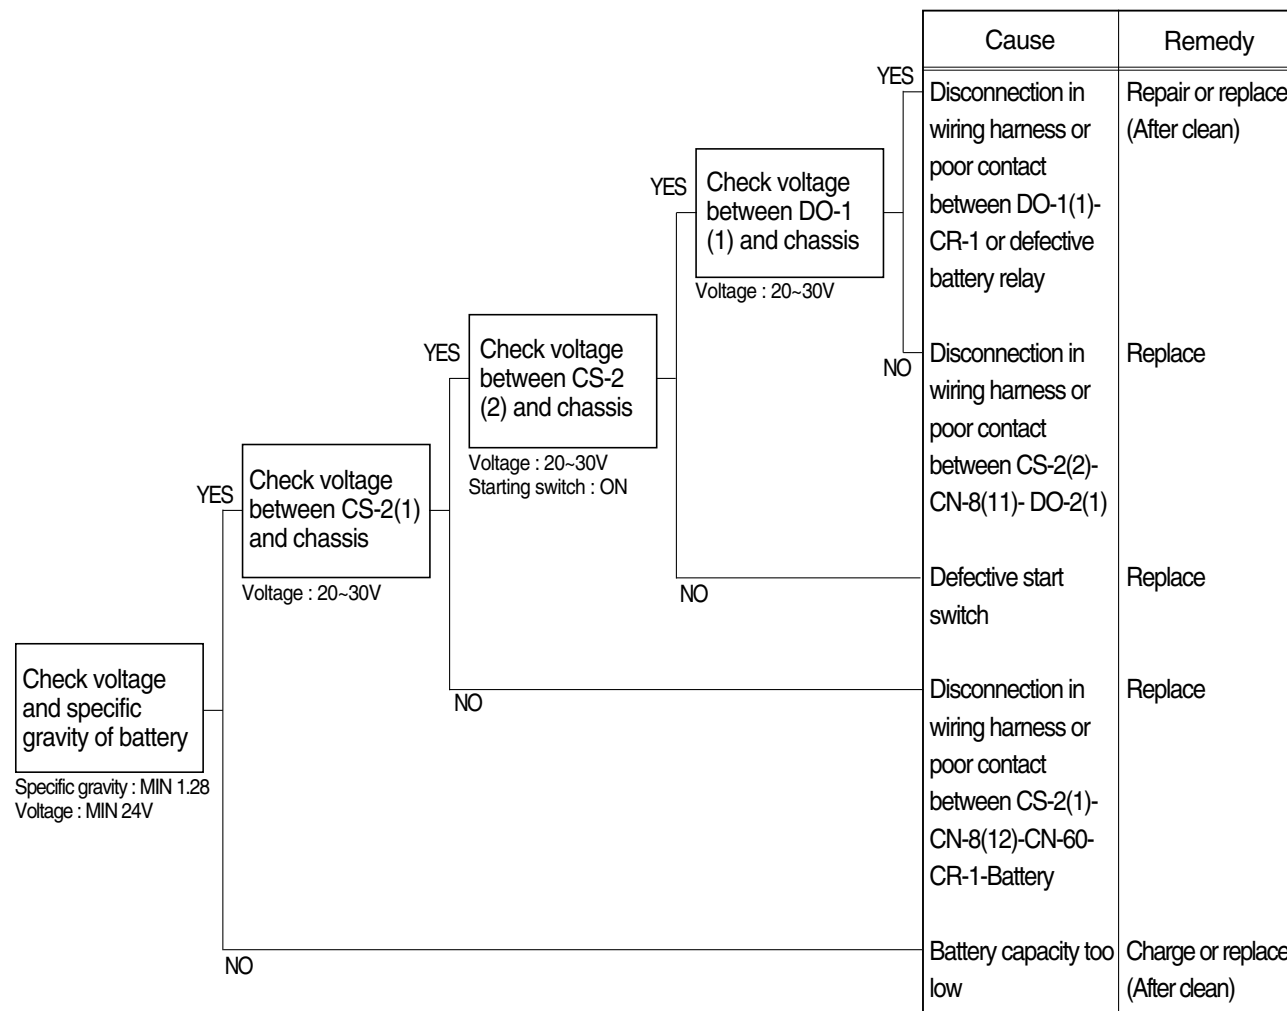 Cause
Remedy
YES
Disconnection in
wiring harness or
poor contact
between DO-1(1)-
CR-1 or defective
battery relay
Repair or replace
(After clean)
YES
Check voltage
between DO-1
(1) and chassis
Voltage : 20~30V
NO
Disconnection in
wiring harness or
poor contact
between CS-2(2)-
CN-8(11)- DO-2(1)
Replace
YES
Check voltage
between CS-2
(2) and chassis
Voltage : 20~30V
Starting switch : ON
NO
Defective start
switch
Replace
YES
Check voltage
between CS-2(1)
and chassis
Voltage : 20~30V
NO
Disconnection in
wiring harness or
poor contact
between CS-2(1)-
CN-8(12)-CN-60-
CR-1-Battery
Replace
Check voltage
and specific
gravity of battery
Specific gravity : MIN 1.28
Voltage : MIN 24V
NO
Battery capacity too
low
Charge or replace
(After clean)